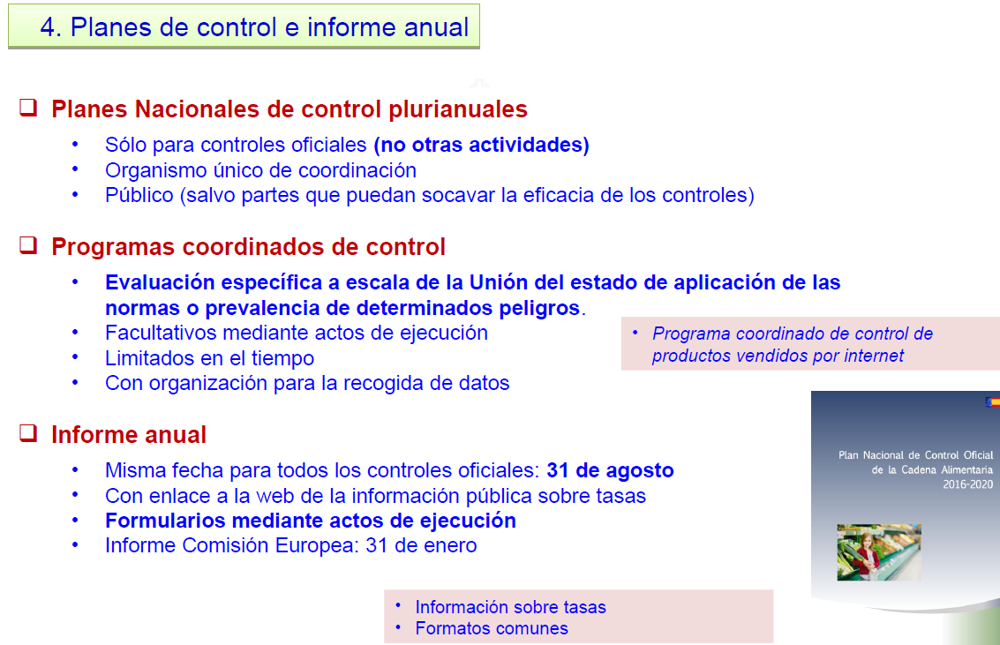 4. Planes de control e informe anual
❑ Planes Nacionales de control plurianuales
• Sólo para controles oficiales (no otras actividades)
• Organismo único de coordinación
• Público (salvo partes que puedan socavar la eficacia de los controles)
❑ Programas coordinados de control
• Evaluación específica a escala de la Unión del estado de aplicación de las
normas o prevalencia de determinados peligros.
• Facultativos mediante actos de ejecución
• Limitados en el tiempo
• Con organización para la recogida de datos
• Programa coordinado de control de
productos vendidos por internet
❑ Informe anual
• Misma fecha para todos los controles oficiales: 31 de agosto
• Con enlace a la web de la información pública sobre tasas
• Formularios mediante actos de ejecución
• Informe Comisión Europea: 31 de enero
Plan Nacional de Control Oficial
de la Cadena Alimentaria
2016-2020
• Información sobre tasas
• Formatos comunes